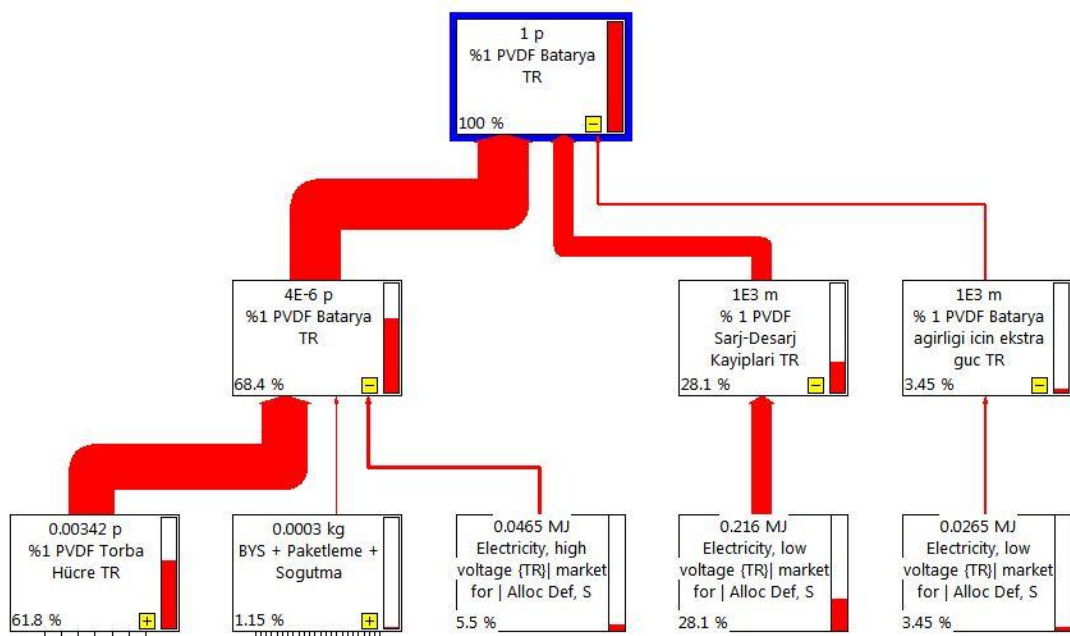 1 p
%1 PVDF Batarya
TR
100 %
4E-6 p
%1 PVDF Batarya
TR
68.4 %
1E3 m
% 1 PVDF
Sarj-Desarj
Kayiplari TR
28.1 %
1E3 m
% 1 PVDF Batarya
agirligi icin ekstra
guc TR
3.45 %
0.00342 p
%1 PVDF Torba
Hücre TR
61.8 %
0.0003 kg
BYS + Paketleme +
Sogutma
1.15 %
0.0465 MJ
Electricity, high
voltage {TR}| market
for | Alloc Def, S
5.5 %
0.216 MJ
Electricity, low
voltage {TR}| market
for | Alloc Def, S
28.1 %
0.0265 MJ
Electricity, low
voltage {TR}| market
for | Alloc Def, S
3.45 %